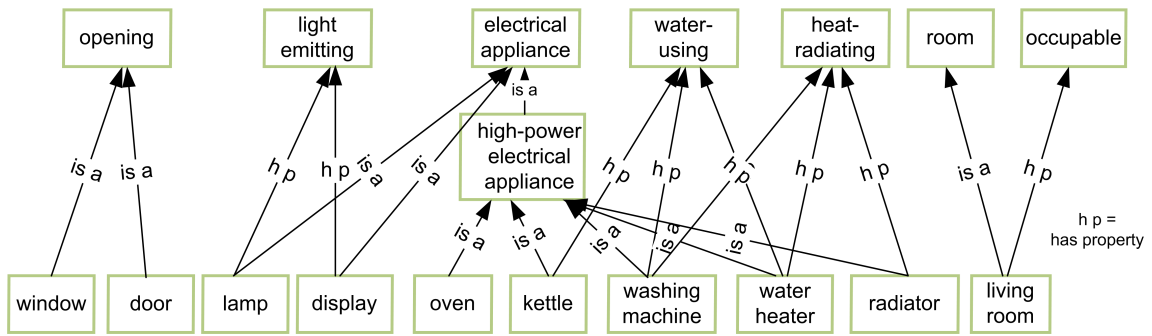 opening
light
emitting
electrical
appliance
water-
using
heat-
radiating
room
occupable
is a
high-power
electrical
appliance
is a
is a
h p
h p
is a
is a
h p
h p
h p
h p
h p
is a
h p
is a
is a
is a
is a
is a
h p =
has property
window
door
lamp
display
oven
kettle
washing
machine
water
heater
radiator
living
room